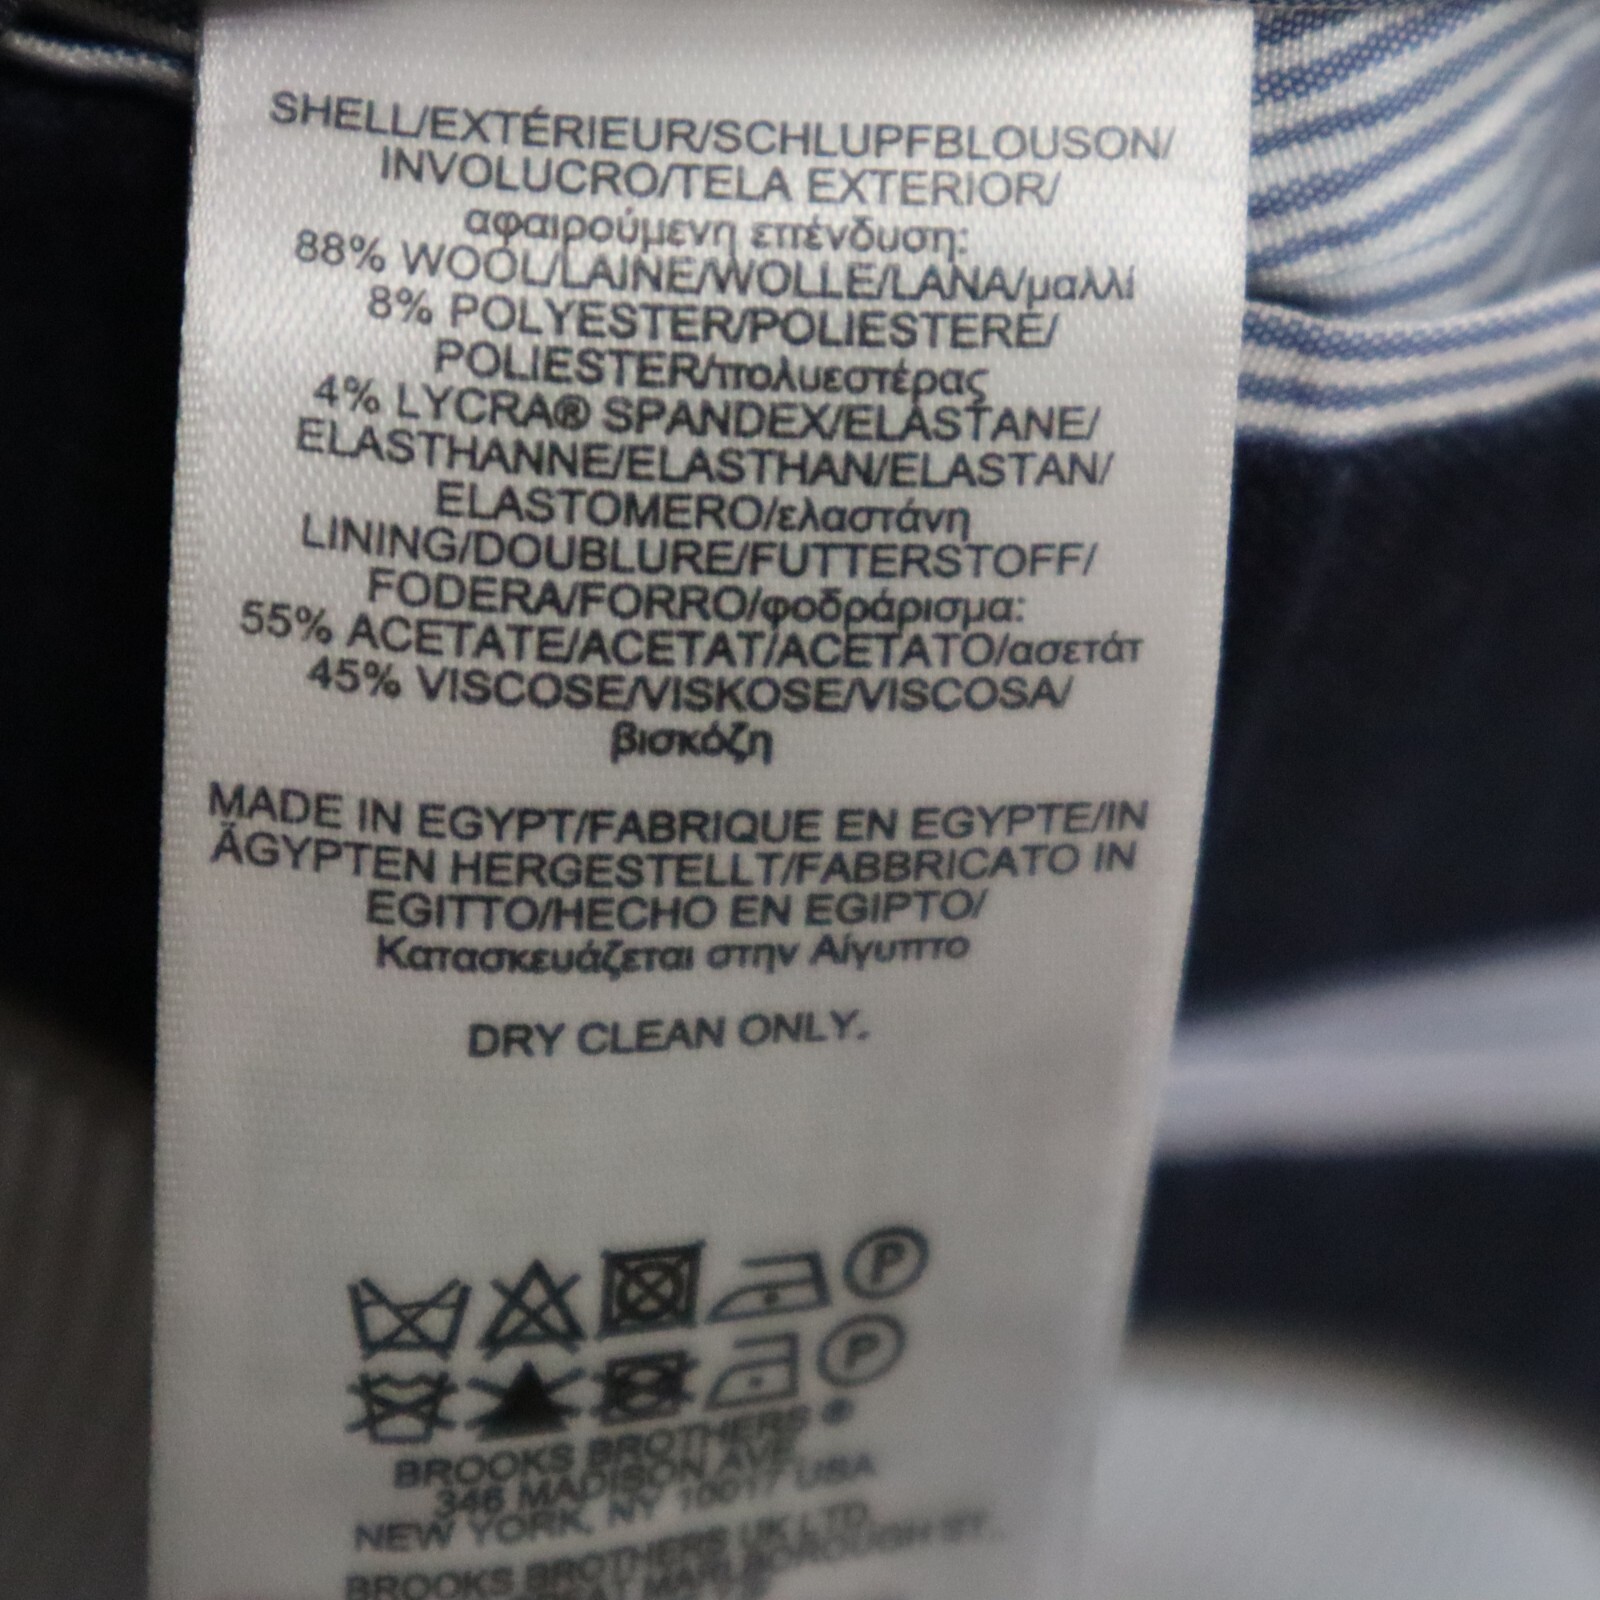 SHELL/EXTÉRIEUR/SCHLUPFBLOUSON/
INVOLUCRO/TELA EXTERIOR/
αφαιρούμενη επένδυση:
88% WOOL/LAINE/WOLLE/LANA/μαλλί
8% POLYESTER/POLIESTERE/
POLIESTER/πολυεστέρας
4% LYCRA® SPANDEX/ELASTANE/
ELASTHANNE/ELASTHAN/ELASTAN/
ELASTOMERO/ελαστάνη
LINING/DOUBLURE/FUTTERSTOFF/
FODERA/FORRO/φοδράρισμα:
55% ACETATE/ACETAT/ACETATO/ασετάτ
45% VISCOSE/VISKOSE/VISCOSA/
βισκόζη
MADE IN EGYPT/FABRIQUE EN EGYPTE/IN
ÄGYPTEN HERGESTELLT/FABBRICATO IN
EGITTO/HECHO EN EGIPTO/
Κατασκευάζεται στην Αίγυπτο
DRY CLEAN ONLY.
P
P
BROOKS BROTHERS ®
346 MADISON AVE
NEW YORK, NY 10017 USA
BROOKS BROTHERS UK LTD.
MARLBOROUGH ST.